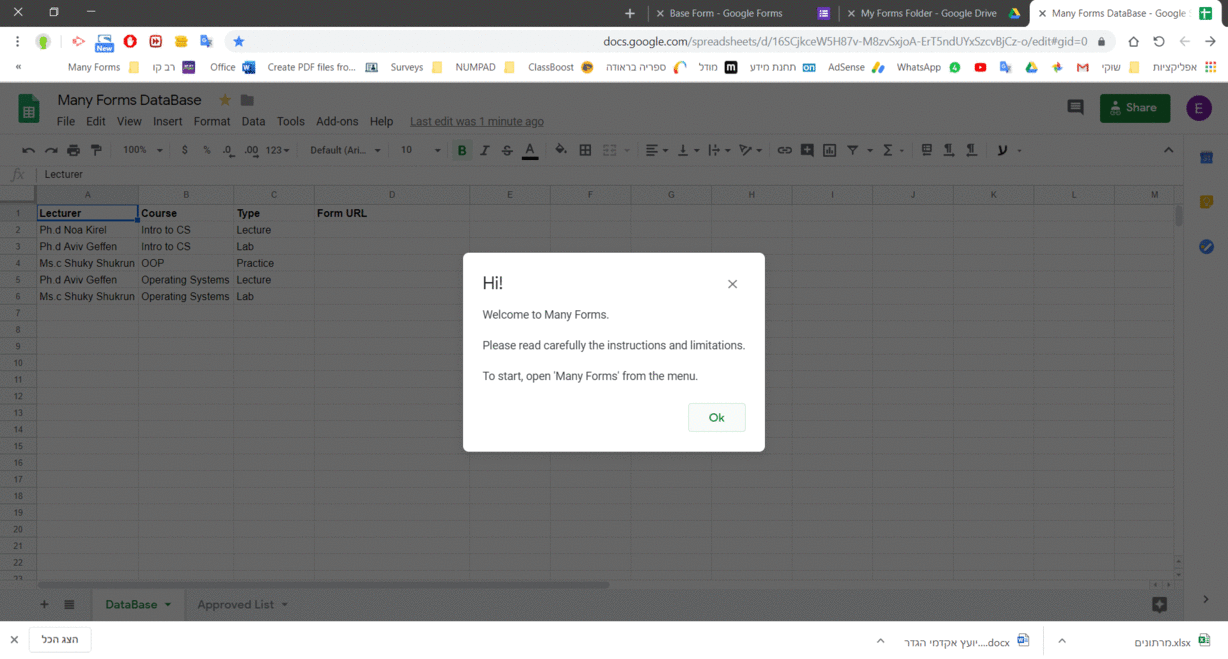 Base Form - Google Forms
My Forms Folder - Google Drive
Many Forms DataBase - Google
New
docs.google.com/spreadsheets/d/16SCjkceW5H87v-M8zvSxjoA-ErT5ndUYxSzcvBjCz-o/edit#gid=0
Many Forms
רב קו
Office
Create PDF files fro...
Surveys
NUMPAD
ClassBoost
ספריה בראודה
מודל
תחנת מידע
AdSense
WhatsApp
שוקי
אפליקציות
Many Forms DataBase
File Edit View Insert Format Data Tools Add-ons Help Last edit was 1 minute ago
Share
E
100% $ % .0 .00 123 Default (Ari... 10 B I S A
fx Lecturer
A B C D E F G H I J K L M
1 Lecturer Course Type Form URL
2 Ph.d Noa Kirel Intro to CS Lecture
3 Ph.d Aviv Geffen Intro to CS Lab
4 Ms.c Shuky Shukrun OOP Practice
5 Ph.d Aviv Geffen Operating Systems Lecture
6 Ms.c Shuky Shukrun Operating Systems Lab
7
8
9
10
11
12
13
14
15
16
17
18
19
20
21
22
23
Hi!
Welcome to Many Forms.
Please read carefully the instructions and limitations.
To start, open 'Many Forms' from the menu.
Ok
DataBase Approved List
הצג הכל
יועץ אקדמי הגדר....docx
מרתונים.xlsx